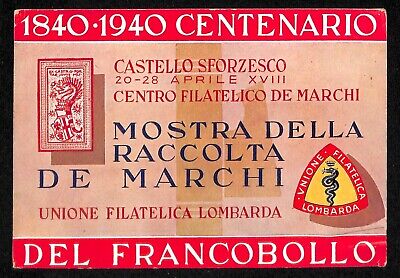 1840·1940 CENTENARIO
CASTELLO SFORZESCO
20-28 APRILE XVIII
CENTRO FILATELICO DE MARCHI
MOSTRA DELLA
RACCOLTA
DE MARCHI
UNIONE FILATELICA LOMBARDA
VNIONE · FILATELICA
LOMBARDA
DEL FRANCOBOLLO